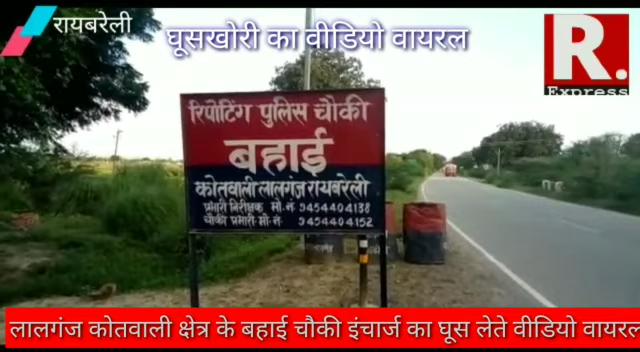 रायबरेली
घूसखोरी का वीडियो वायरल
R.
Express
रिपोर्टिंग पुलिस चौकी
बहाई
कोतवाली लालगंज रायबरेली
प्रभारी निरीक्षक मो. नं 9454404138
चौकी प्रभारी- मो. नं 9454404152
लालगंज कोतवाली क्षेत्र के बहाई चौकी इंचार्ज का घूस लेते वीडियो वायरल